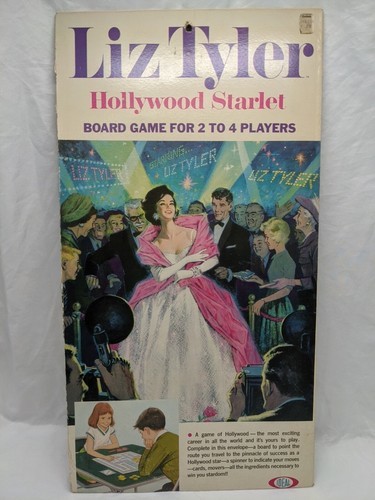 Liz Tyler
Hollywood Starlet
BOARD GAME FOR 2 TO 4 PLAYERS
LIZ TYLER
STARRING...
LIZ TYLER
LIZ TYLER
● A game of Hollywood — the most exciting
career in all the world and it's yours to play.
Complete in this envelope—a board to point the
route you travel to the pinnacle of success as a
Hollywood star—a spinner to indicate your moves
—cards, movers—all the ingredients necessary to
win you stardom!!
IDEAL